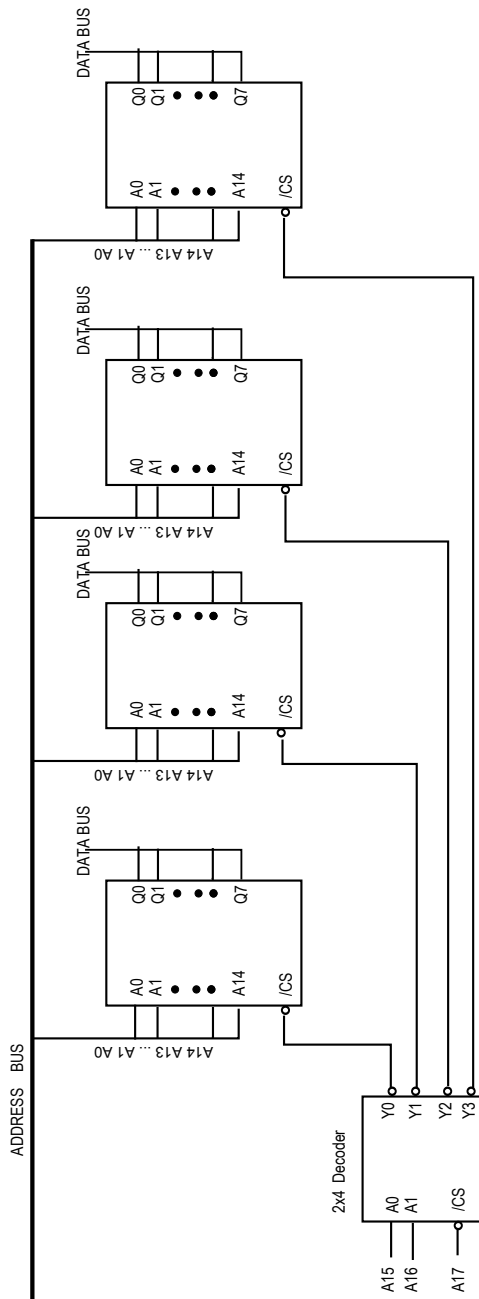 ADDRESS BUS
A14 A13 ... A1 A0
A0
A1
A14
/CS
Q0
Q1
Q7
DATA BUS
A14 A13 ... A1 A0
A0
A1
A14
/CS
Q0
Q1
Q7
DATA BUS
A14 A13 ... A1 A0
A0
A1
A14
/CS
Q0
Q1
Q7
DATA BUS
A14 A13 ... A1 A0
A0
A1
A14
/CS
Q0
Q1
Q7
DATA BUS
2x4 Decoder
A15
A16
A17
A0
A1
/CS
Y0
Y1
Y2
Y3